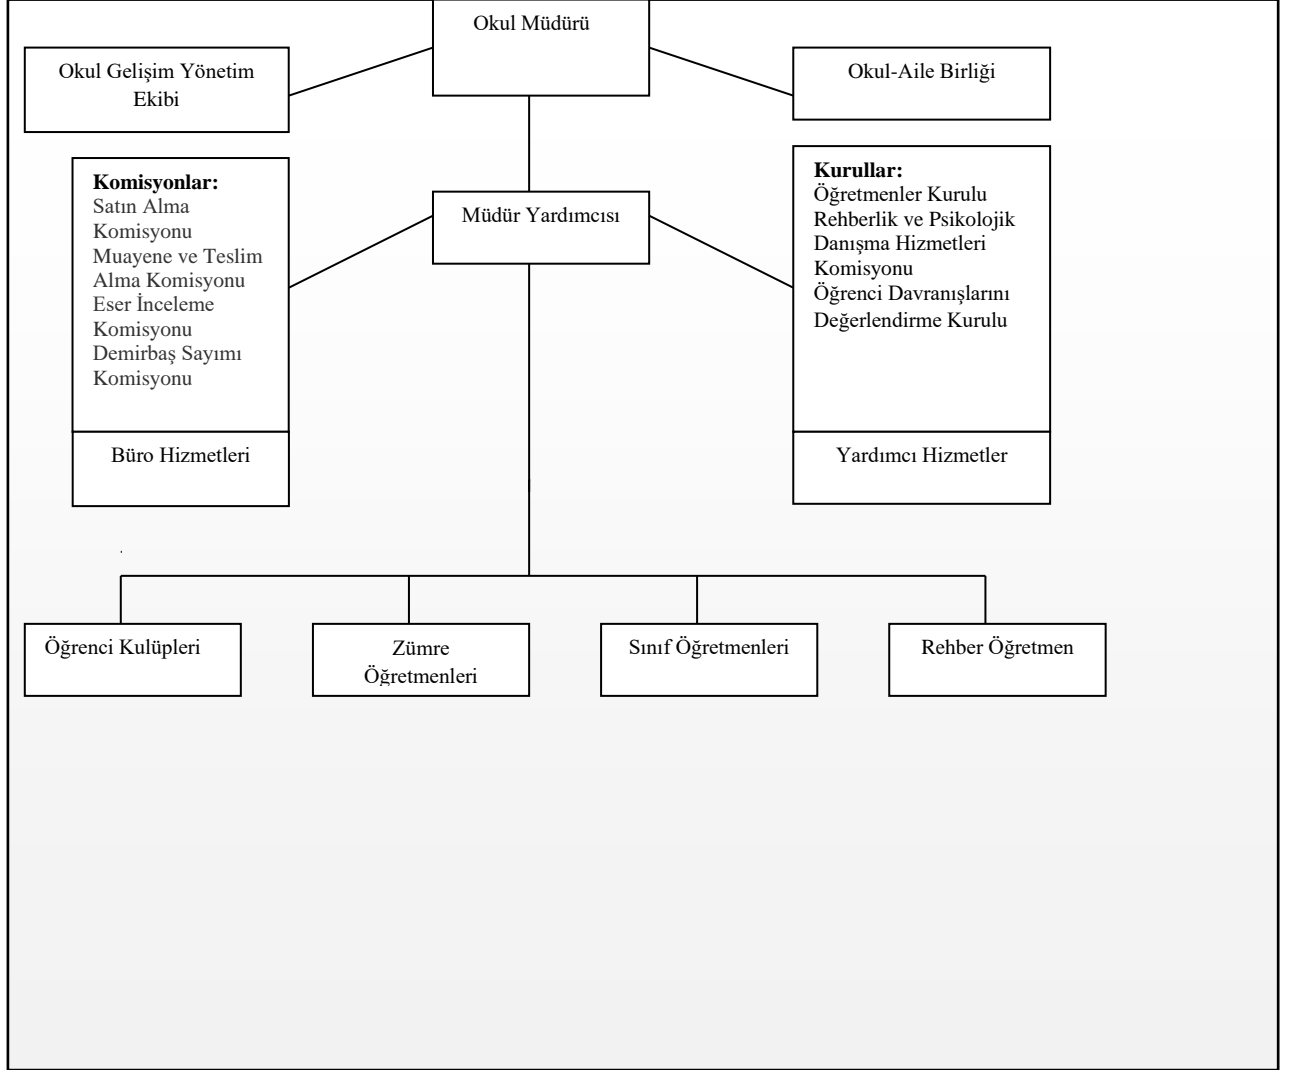 Okul Müdürü
Okul Gelişim Yönetim
Ekibi
Okul-Aile Birliği
Komisyonlar:
Satın Alma
Komisyonu
Muayene ve Teslim
Alma Komisyonu
Eser İnceleme
Komisyonu
Demirbaş Sayımı
Komisyonu
Müdür Yardımcısı
Kurullar:
Öğretmenler Kurulu
Rehberlik ve Psikolojik
Danışma Hizmetleri
Komisyonu
Öğrenci Davranışlarını
Değerlendirme Kurulu
Büro Hizmetleri
Yardımcı Hizmetler
Öğrenci Kulüpleri
Zümre
Öğretmenleri
Sınıf Öğretmenleri
Rehber Öğretmen